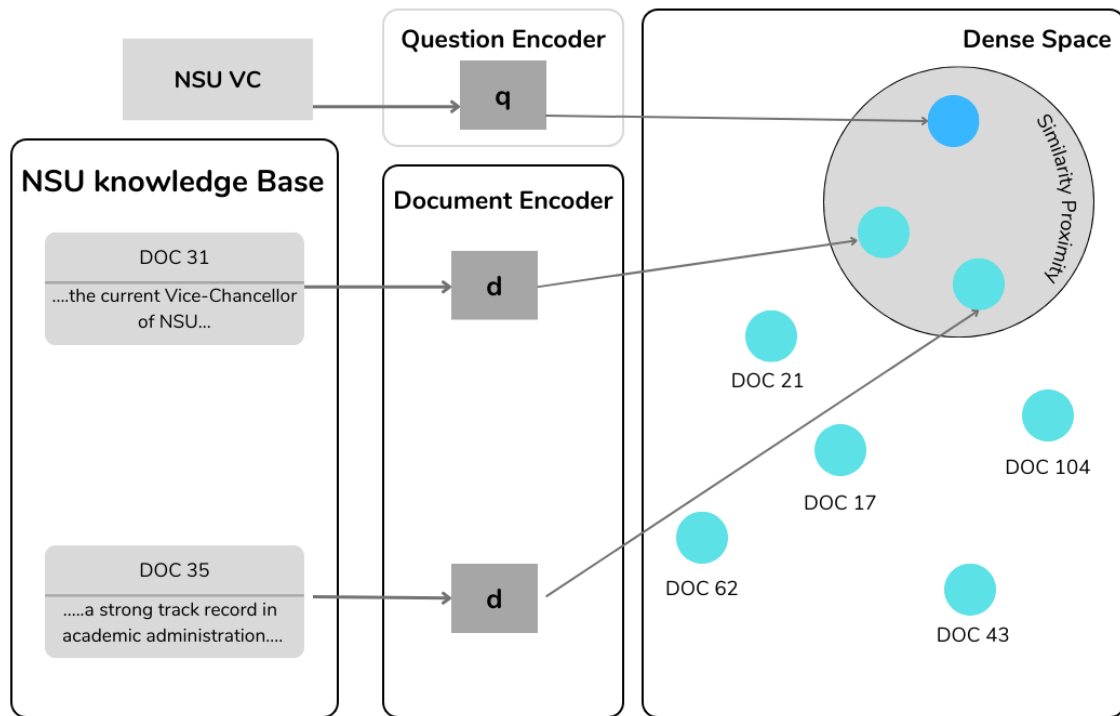 Question Encoder
Dense Space
NSU VC
q
Similarity Proximity
NSU knowledge Base
Document Encoder
DOC 31
....the current Vice-Chancellor
of NSU...
d
DOC 21
DOC 104
DOC 17
DOC 35
.....a strong track record in
academic administration....
d
DOC 62
DOC 43